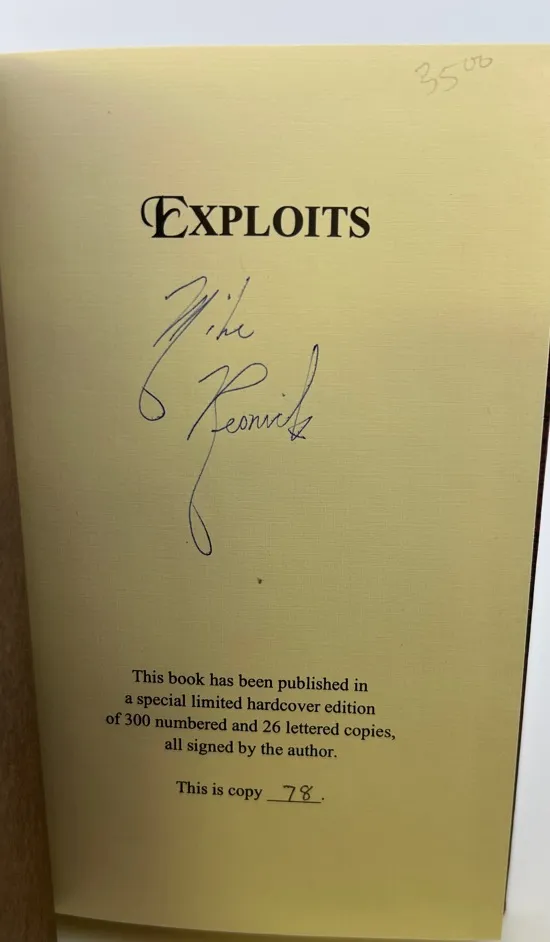 35⁰⁰
EXPLOITS
Mike
Resnick
This book has been published in
a special limited hardcover edition
of 300 numbered and 26 lettered copies,
all signed by the author.
This is copy 78.